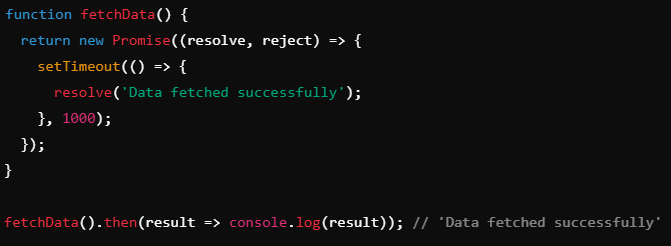 function fetchData() {
  return new Promise((resolve, reject) => {
    setTimeout(() => {
      resolve('Data fetched successfully');
    }, 1000);
  });
}

fetchData().then(result => console.log(result)); // 'Data fetched successfully'